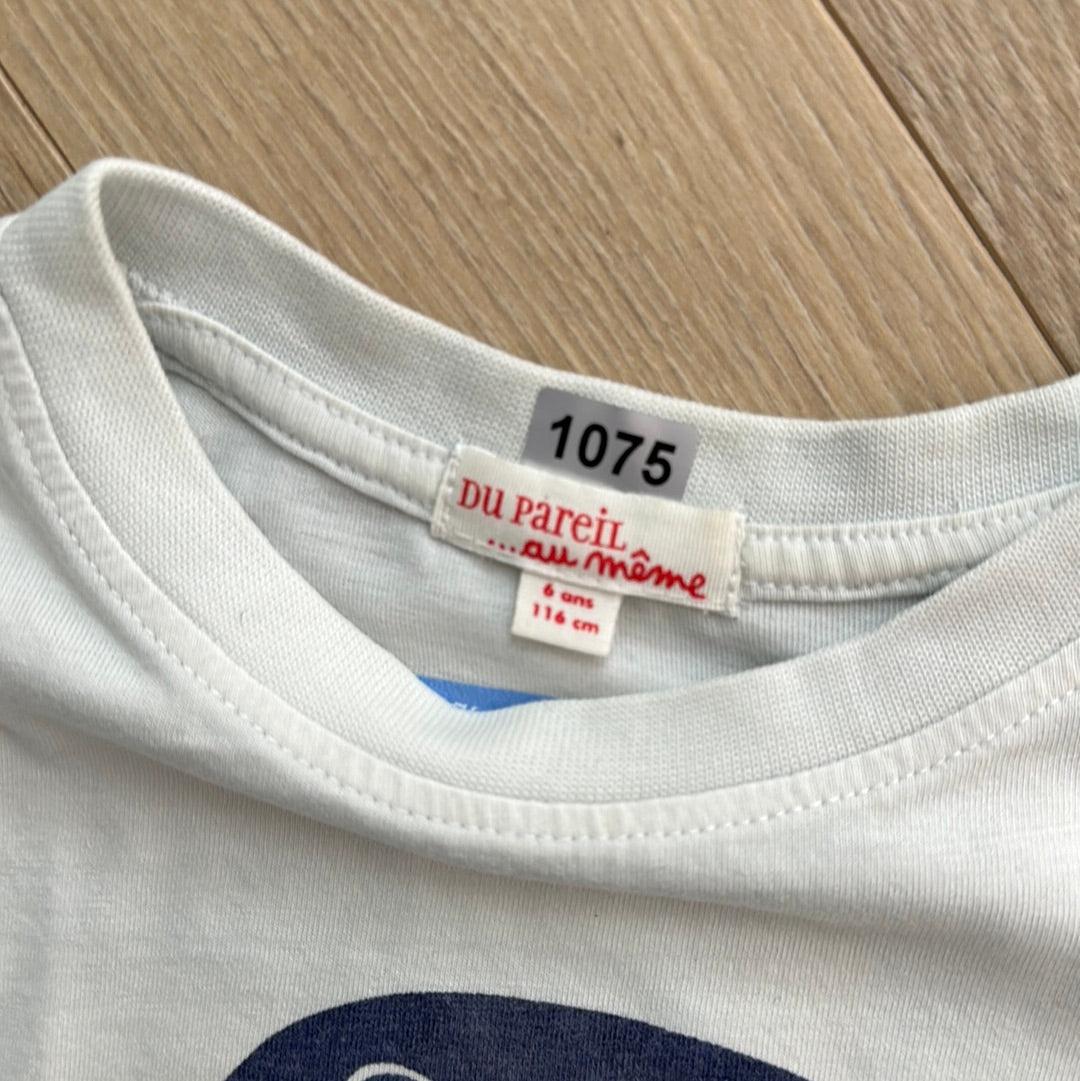 1075
DU PareiL
...au même
6 ans
116 cm